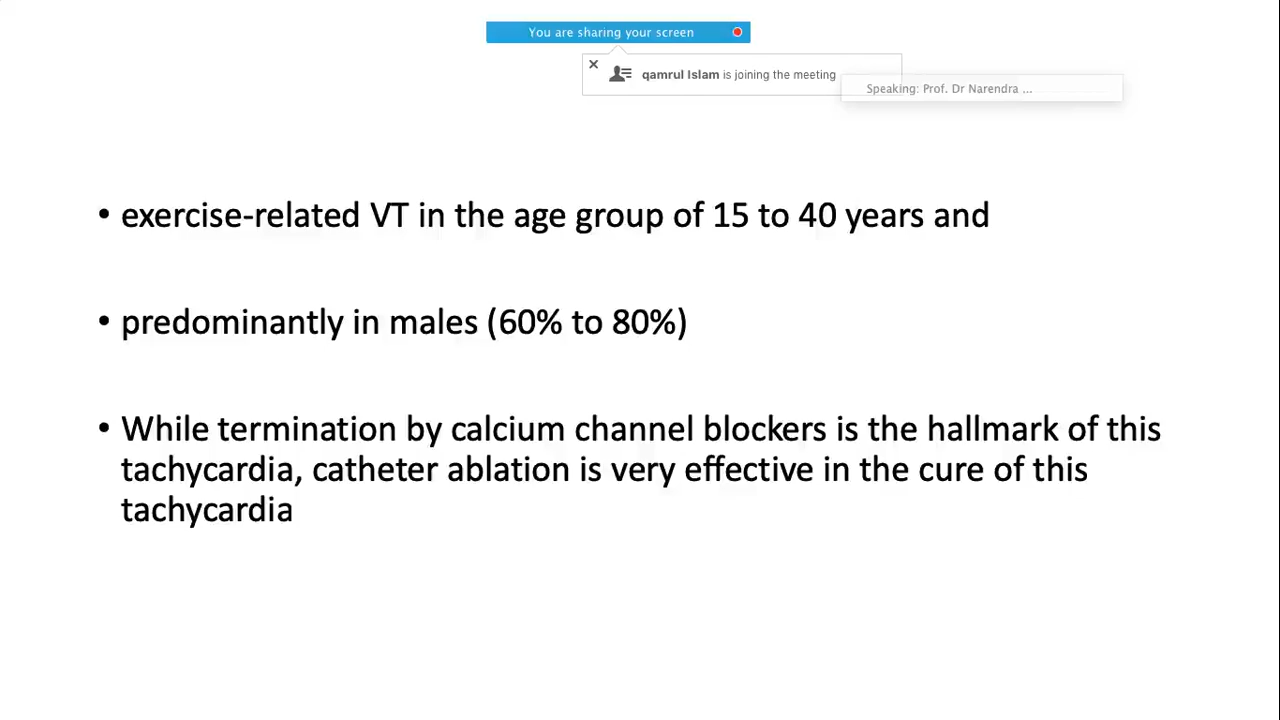 You are sharing your screen
qamrul Islam is joining the meeting
Speaking: Prof. Dr Narendra ...
• exercise-related VT in the age group of 15 to 40 years and
• predominantly in males (60% to 80%)
• While termination by calcium channel blockers is the hallmark of this
tachycardia, catheter ablation is very effective in the cure of this
tachycardia